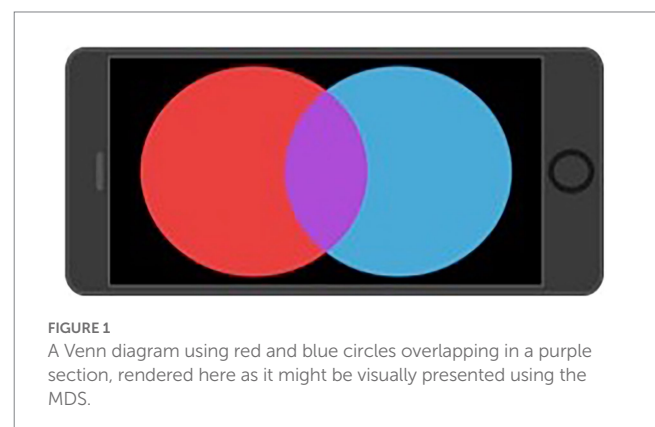 FIGURE 1
A Venn diagram using red and blue circles overlapping in a purple
section, rendered here as it might be visually presented using the
MDS.